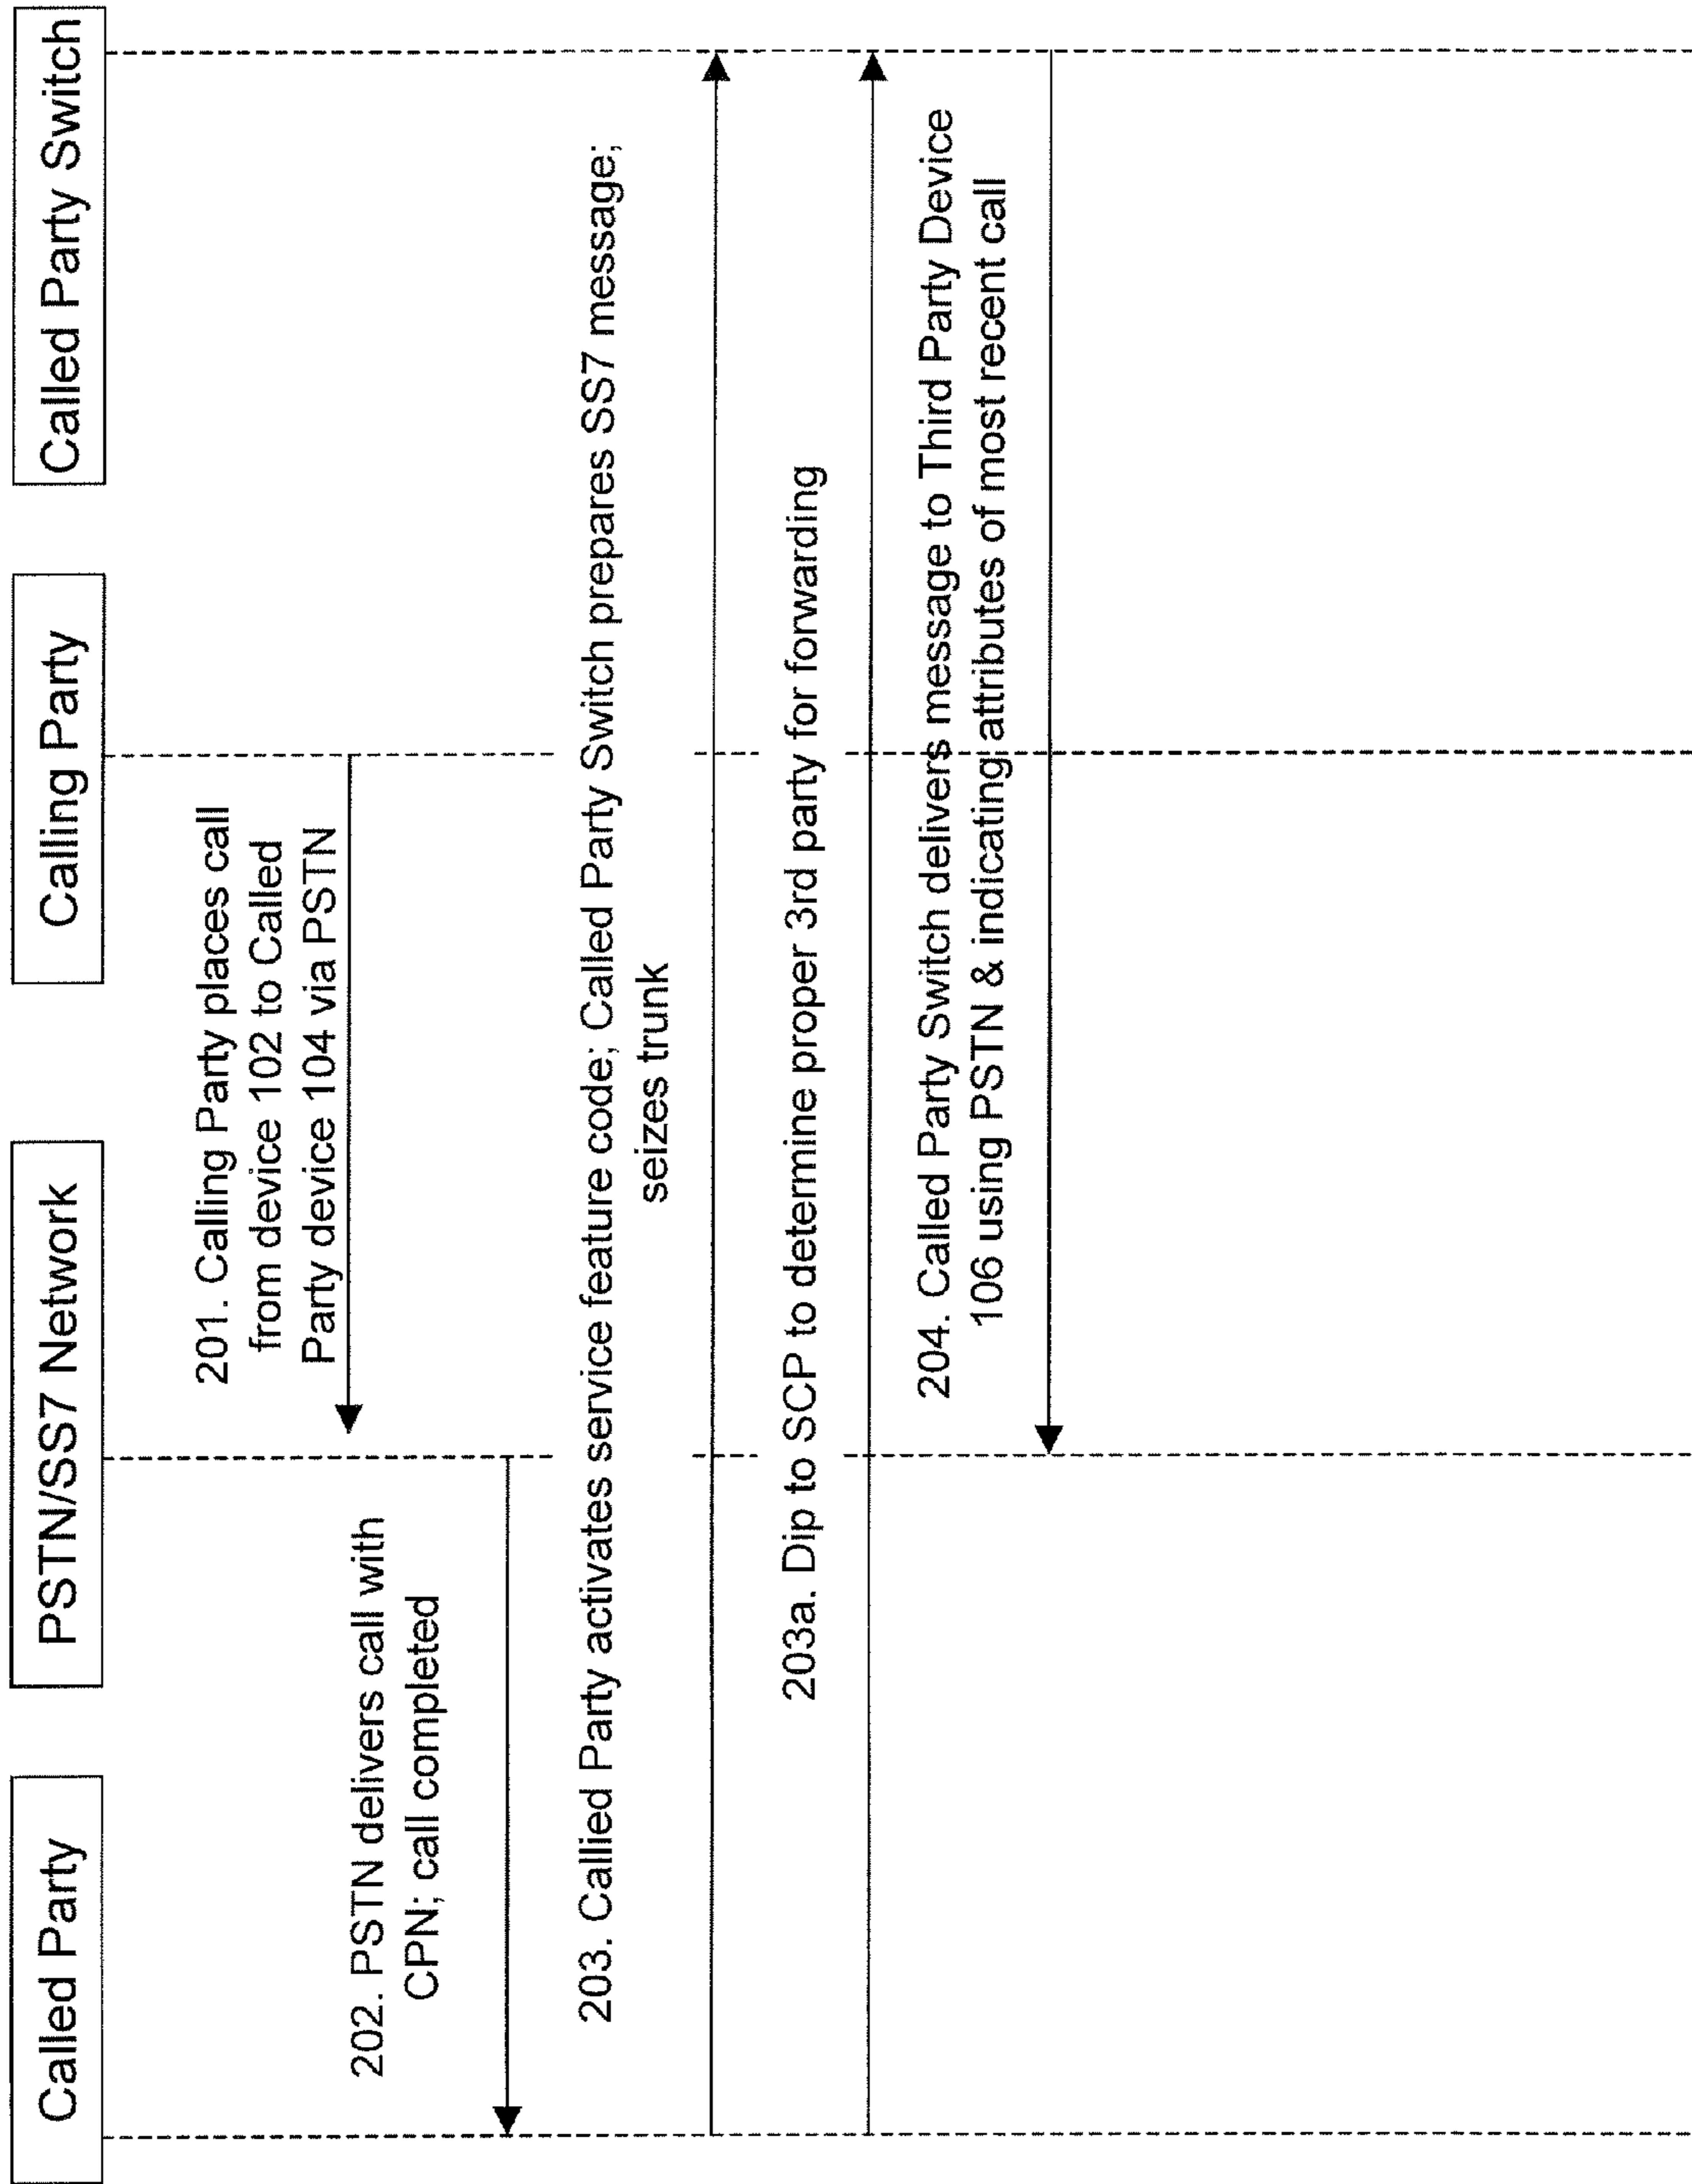 Called Party
PSTN/SS7 Network
Calling Party
Called Party Switch
201. Calling Party places call
from device 102 to Called
Party device 104 via PSTN
202. PSTN delivers call with
CPN; call completed
203. Callied Party activates service feature code; Called Party Switch prepares SS7 message;
seizes trunk
203a. Dip to SCP to determine proper 3rd party for forwarding
204. Called Party Switch delivers message to Third Party Device
106 using PSTN & indicating attributes of most recent call